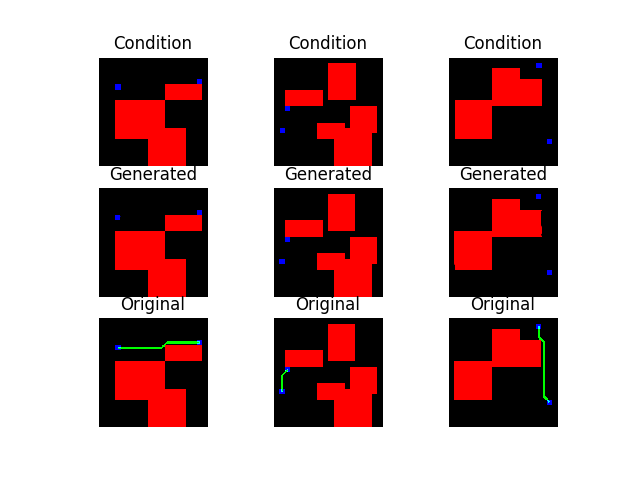 Condition Condition Condition
Generated Generated Generated
Original Original Original